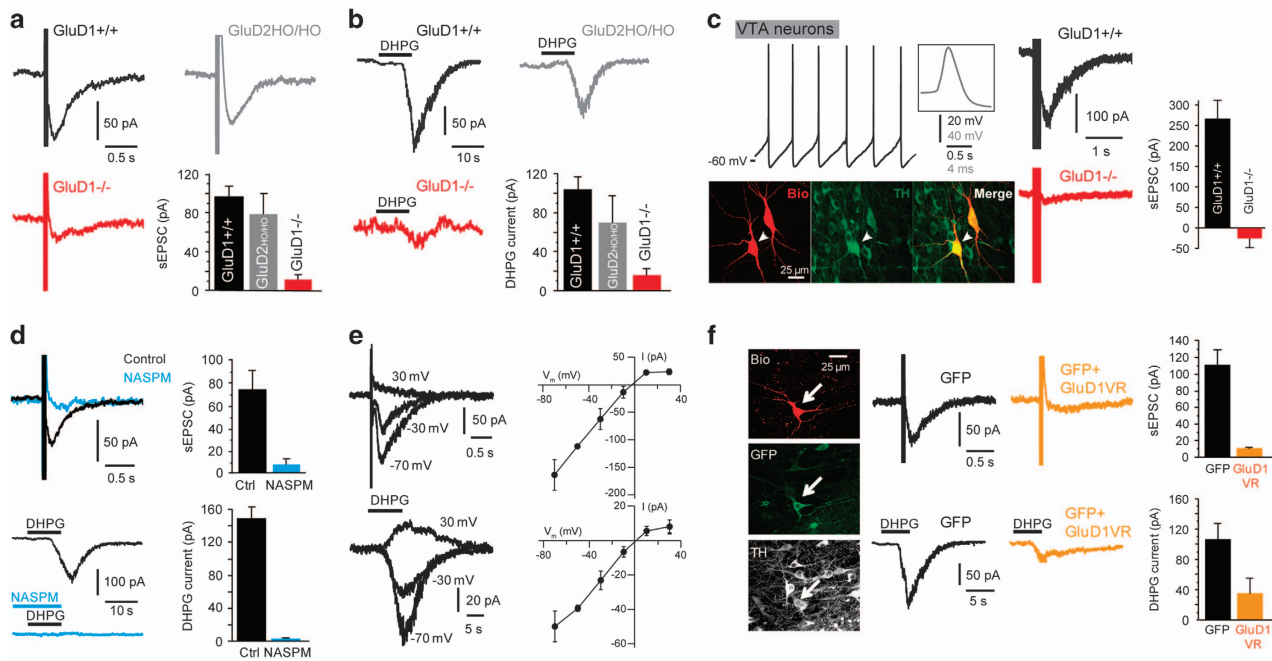 a
GluD1+/+
GluD2HO/HO
50 pA
0.5 s
GluD1-/-
sEPSC (pA)
120
80
40
0
GluD1+/+
GluD2HO/HO
GluD1-/-
b
DHPG
GluD1+/+
DHPG
GluD2HO/HO
50 pA
10 s
GluD1-/-
DHPG
DHPG current (pA)
120
80
40
0
GluD1+/+
GluD2HO/HO
GluD1-/-
c
VTA neurons
-60 mV
20 mV
40 mV
0.5 s
4 ms
Bio
TH
Merge
25 µm
GluD1+/+
100 pA
1 s
GluD1-/-
sEPSC (pA)
300
250
200
150
100
50
0
-50
GluD1+/+
GluD1-/-
d
Control
NASPM
50 pA
0.5 s
sEPSC (pA)
100
80
60
40
20
0
Ctrl NASPM
DHPG
100 pA
10 s
NASPM
DHPG
DHPG current (pA)
160
120
80
40
0
Ctrl NASPM
e
30 mV
-30 mV
-70 mV
50 pA
0.5 s
Vm (mV)
I (pA)
50
-80
-40
40
-50
-100
-150
-200
DHPG
30 mV
-30 mV
-70 mV
20 pA
5 s
Vm (mV)
I (pA)
20
-80
-40
40
-20
-40
-60
f
Bio
25 µm
GFP
TH
GFP
50 pA
0.5 s
GFP+
GluD1VR
sEPSC (pA)
140
120
100
80
60
40
20
0
GFP GluD1
VR
DHPG
GFP
50 pA
5 s
DHPG
GFP+
GluD1VR
DHPG current (pA)
160
120
80
40
0
GFP GluD1
VR